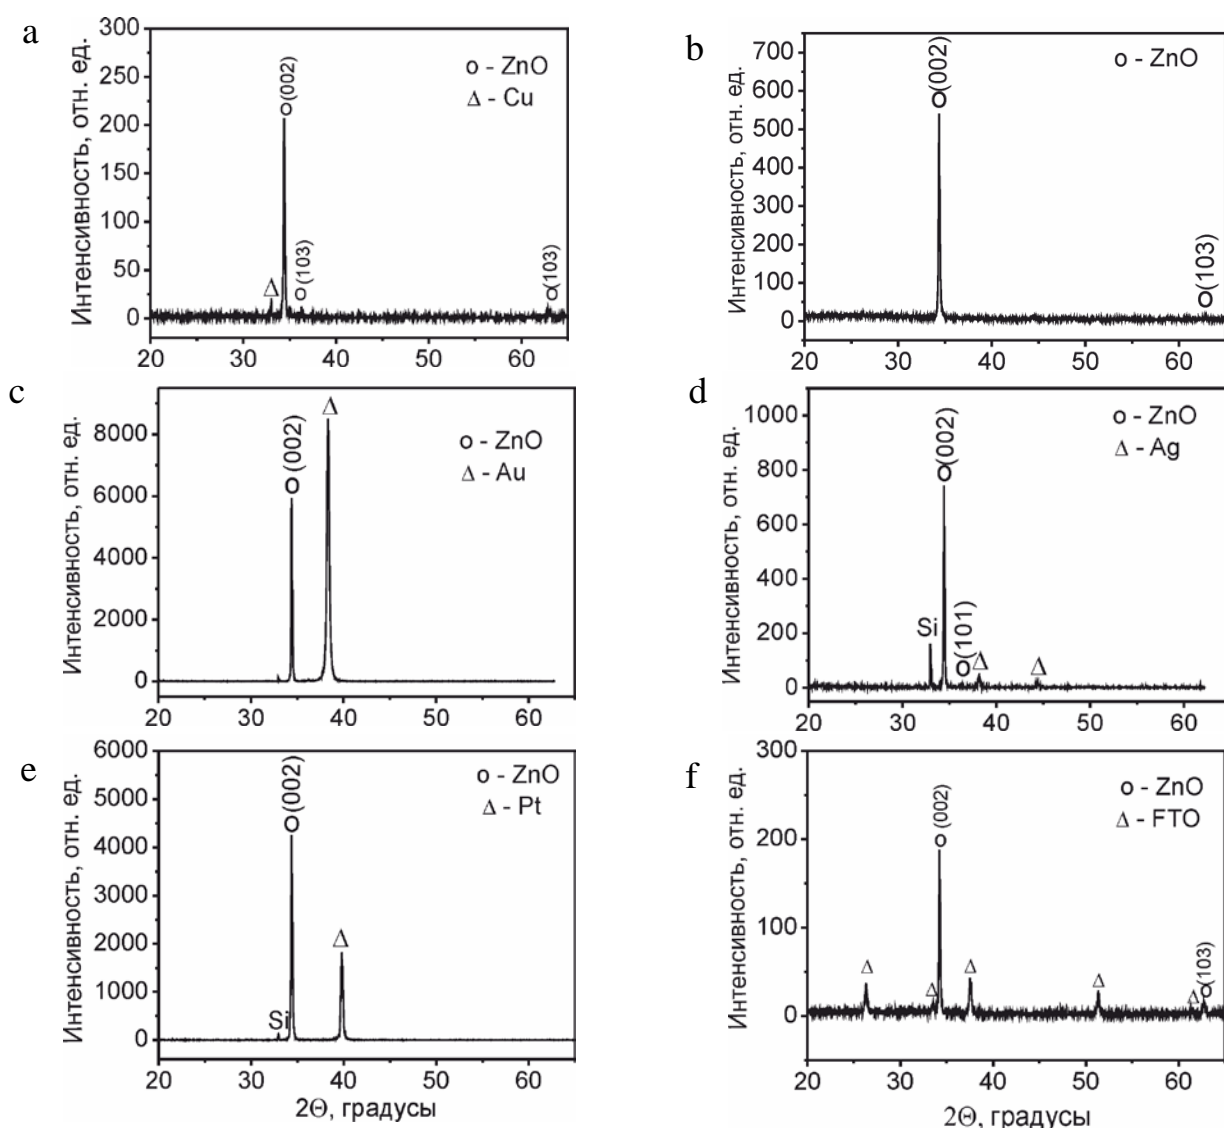 a
300
250
200
150
100
50
0
Интенсивность, отн. ед.
o - ZnO
Δ - Cu
Δ
o(002)
o(103)
o(103)
20 30 40 50 60
b
700
600
500
400
300
200
100
0
Интенсивность, отн. ед.
o - ZnO
o(002)
o(103)
20 30 40 50 60
c
8000
6000
4000
2000
0
Интенсивность, отн. ед.
o - ZnO
Δ - Au
o(002)
Δ
20 30 40 50 60
d
1000
800
600
400
200
0
Интенсивность, отн. ед.
o - ZnO
Δ - Ag
Si
o(002)
o(101)
Δ
Δ
20 30 40 50 60
e
6000
5000
4000
3000
2000
1000
0
Интенсивность, отн. ед.
o - ZnO
Δ - Pt
Si
o(002)
Δ
20 30 40 50 60
2Θ, градусы
f
300
200
100
0
Интенсивность, отн. ед.
o - ZnO
Δ - FTO
Δ
Δ
o(002)
Δ
Δ
Δ
o(103)
20 30 40 50 60
2Θ, градусы